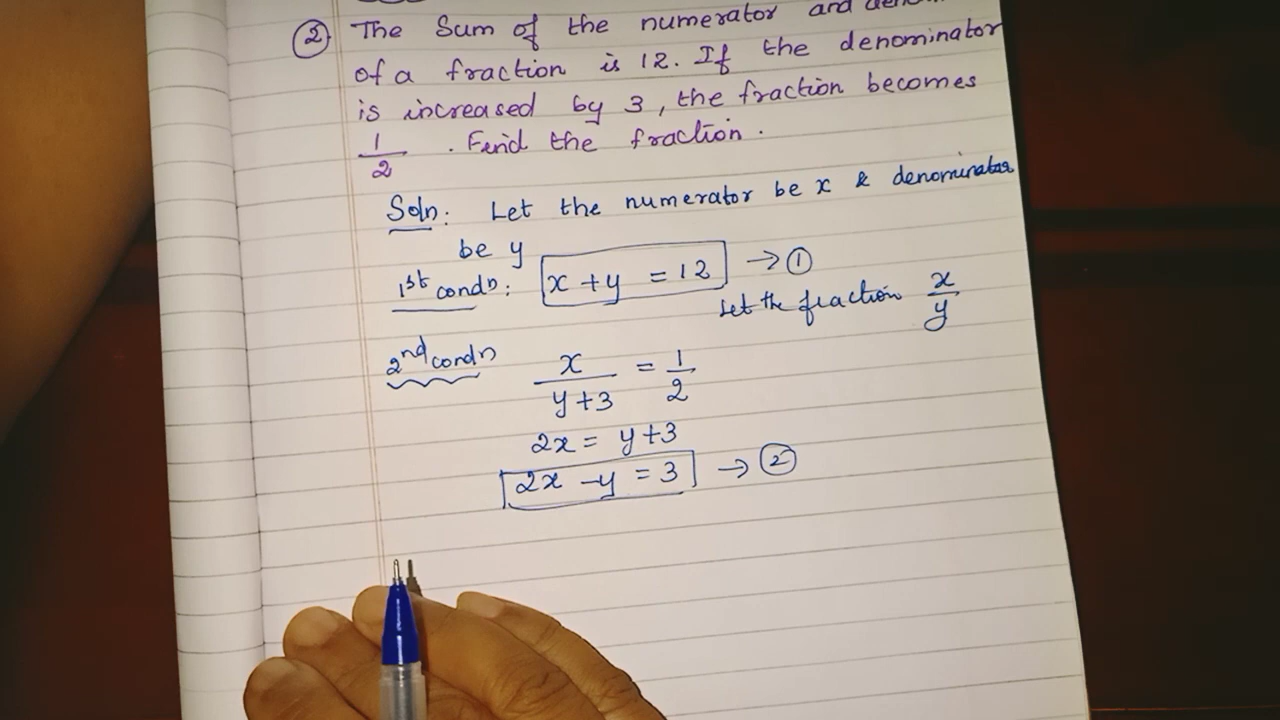 ② The Sum of the numerator and
of a fraction is 12. If the denominator
is increased by 3, the fraction becomes
1/2 . Find the fraction.
Soln: Let the numerator be x & denominator
be y
1st condn: x + y = 12 → ①
Let the fraction x/y
2nd condn x/(y+3) = 1/2
2x = y+3
2x - y = 3 → ②